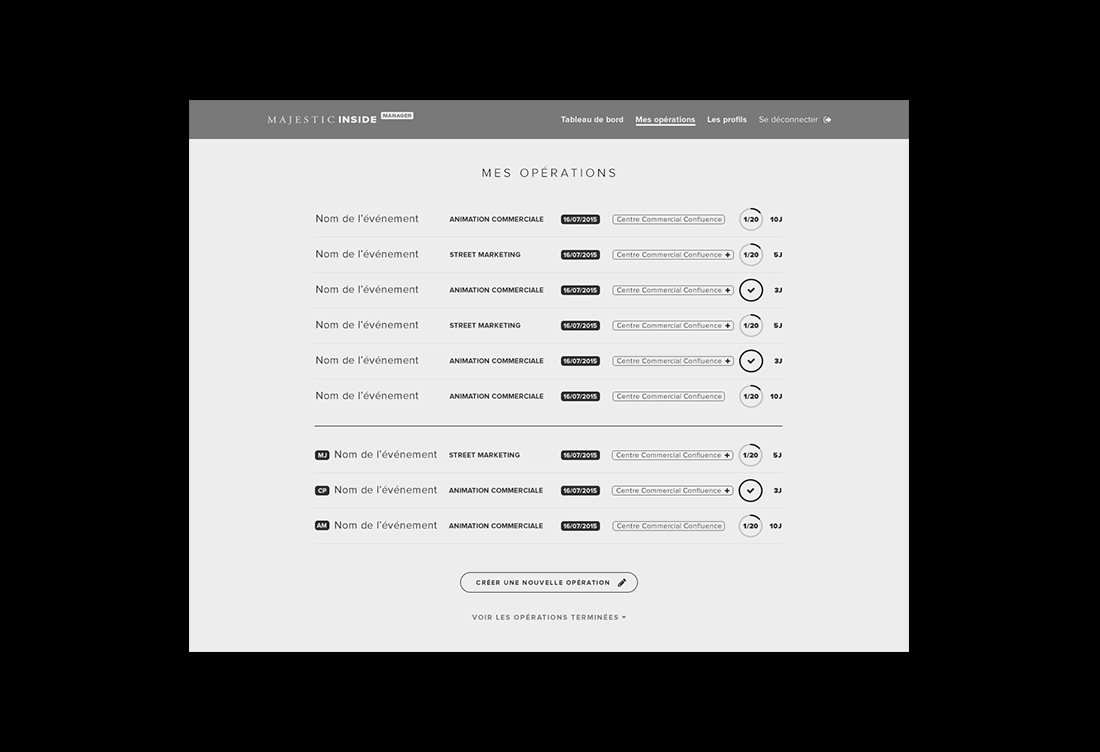 MAJESTIC INSIDE MANAGER Tableau de bord Mes opérations Les profils Se déconnecter
MES OPÉRATIONS
Nom de l'événement ANIMATION COMMERCIALE 16/07/2015 Centre Commercial Confluence 1/20 10J
Nom de l'événement STREET MARKETING 16/07/2015 Centre Commercial Confluence + 1/20 5J
Nom de l'événement ANIMATION COMMERCIALE 16/07/2015 Centre Commercial Confluence + 3J
Nom de l'événement STREET MARKETING 16/07/2015 Centre Commercial Confluence + 1/20 5J
Nom de l'événement ANIMATION COMMERCIALE 16/07/2015 Centre Commercial Confluence + 3J
Nom de l'événement ANIMATION COMMERCIALE 16/07/2015 Centre Commercial Confluence 1/20 10J
MJ Nom de l'événement STREET MARKETING 16/07/2015 Centre Commercial Confluence + 1/20 5J
CP Nom de l'événement ANIMATION COMMERCIALE 16/07/2015 Centre Commercial Confluence + 3J
AM Nom de l'événement ANIMATION COMMERCIALE 16/07/2015 Centre Commercial Confluence 1/20 10J
CRÉER UNE NOUVELLE OPÉRATION
VOIR LES OPÉRATIONS TERMINÉES